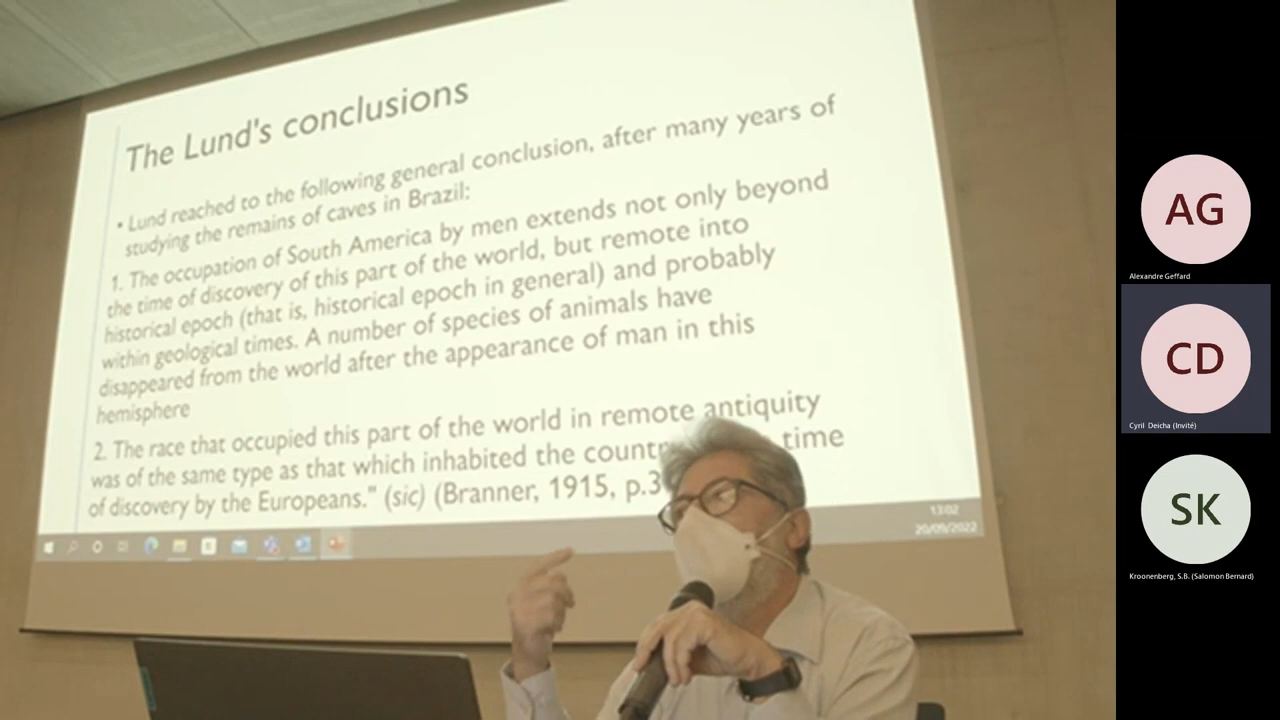 The Lund's conclusions
• Lund reached to the following general conclusion, after many years of
studying the remains of caves in Brazil:
1. The occupation of South America by men extends not only beyond
the time of discovery of this part of the world, but remote into
historical epoch (that is, historical epoch in general) and probably
within geological times. A number of species of animals have
disappeared from the world after the appearance of man in this
hemisphere
2. The race that occupied this part of the world in remote antiquity
was of the same type as that which inhabited the time
of discovery by the Europeans." (sic) (Branner, 1915,
13:02
20/09/2022
AG
Alexandre Geffard
CD
Cyril Deicha (Invité)
SK
Kroonenberg, S.B. (Salomon Bernard)